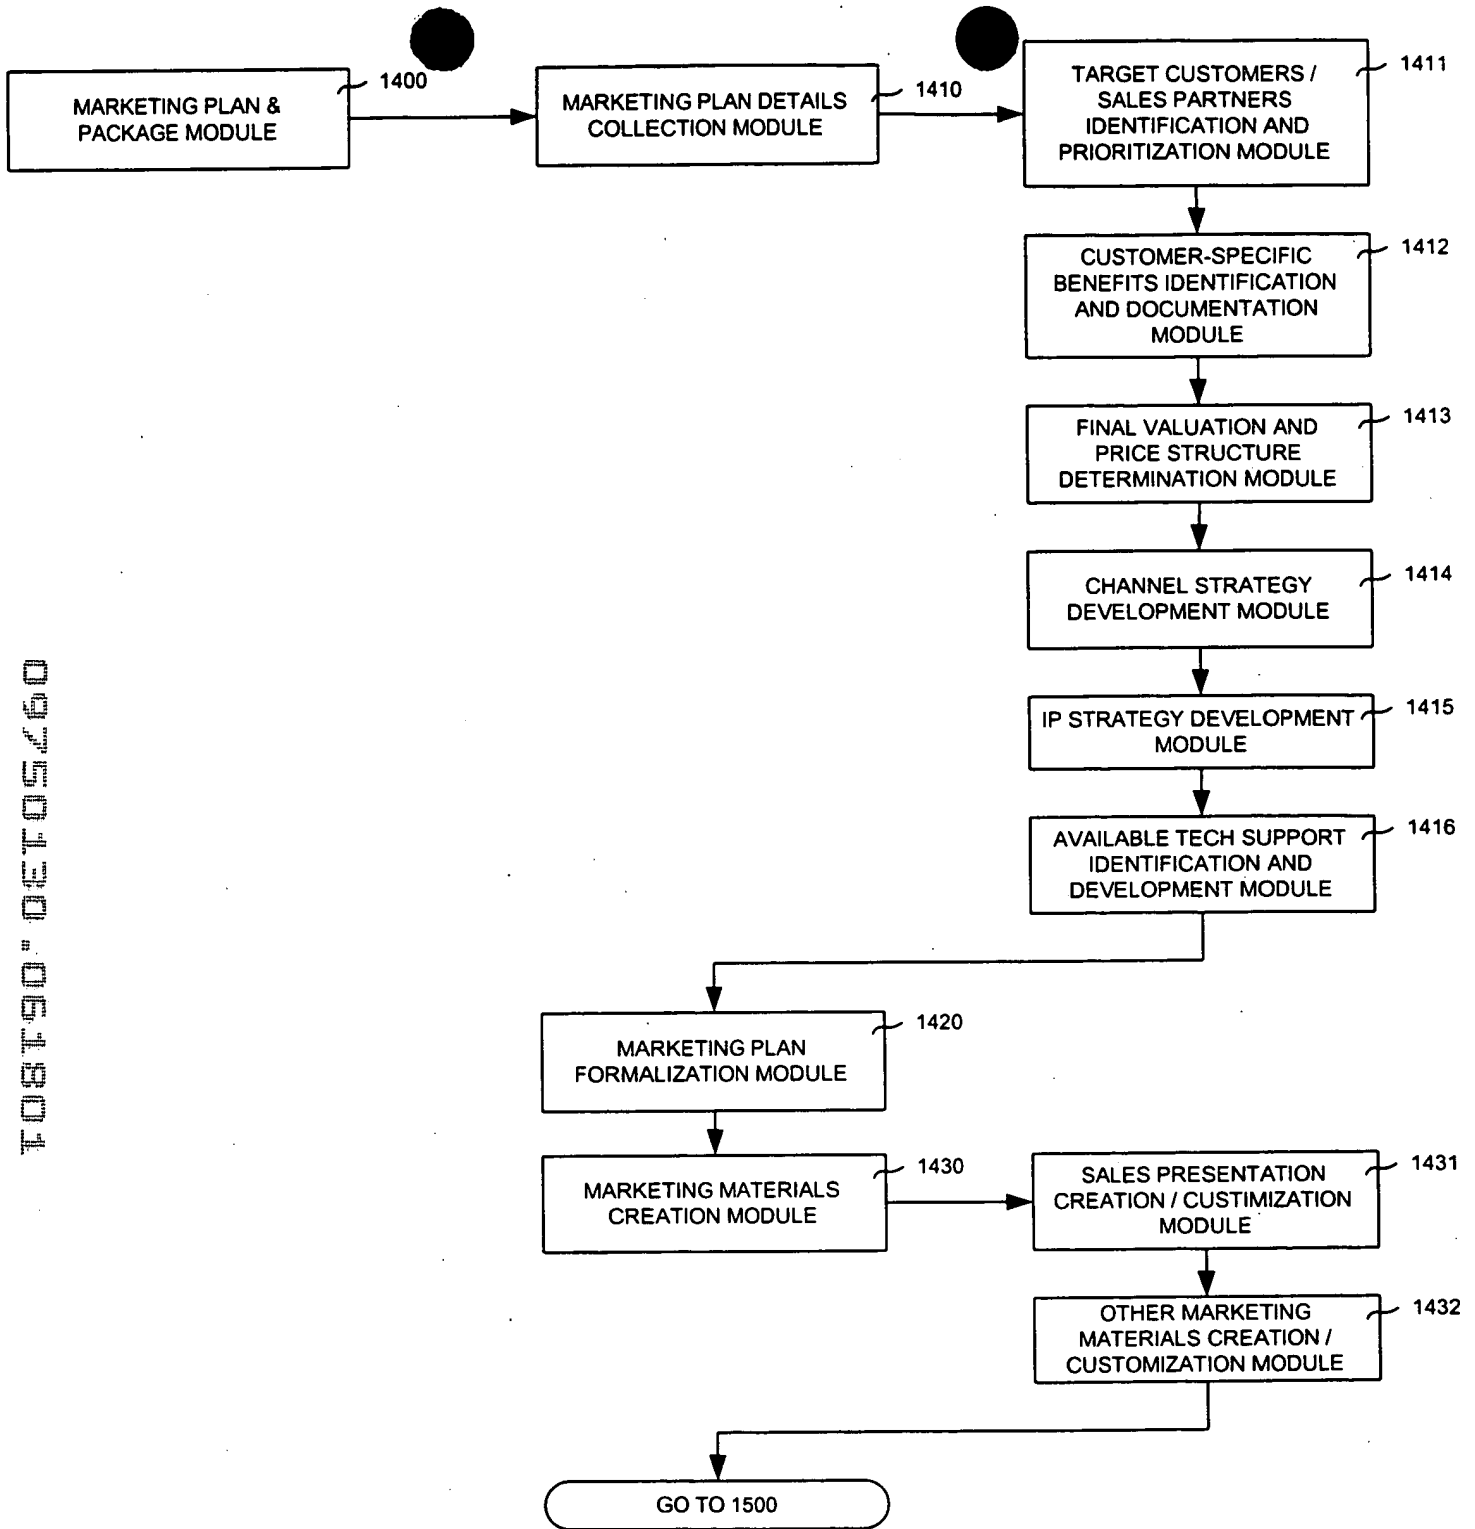 MARKETING PLAN &
PACKAGE MODULE
1400
MARKETING PLAN DETAILS
COLLECTION MODULE
1410
TARGET CUSTOMERS /
SALES PARTNERS
IDENTIFICATION AND
PRIORITIZATION MODULE
1411
CUSTOMER-SPECIFIC
BENEFITS IDENTIFICATION
AND DOCUMENTATION
MODULE
1412
FINAL VALUATION AND
PRICE STRUCTURE
DETERMINATION MODULE
1413
CHANNEL STRATEGY
DEVELOPMENT MODULE
1414
IP STRATEGY DEVELOPMENT
MODULE
1415
AVAILABLE TECH SUPPORT
IDENTIFICATION AND
DEVELOPMENT MODULE
1416
MARKETING PLAN
FORMALIZATION MODULE
1420
MARKETING MATERIALS
CREATION MODULE
1430
SALES PRESENTATION
CREATION / CUSTIMIZATION
MODULE
1431
OTHER MARKETING
MATERIALS CREATION /
CUSTOMIZATION MODULE
1432
GO TO 1500
09750130.061801